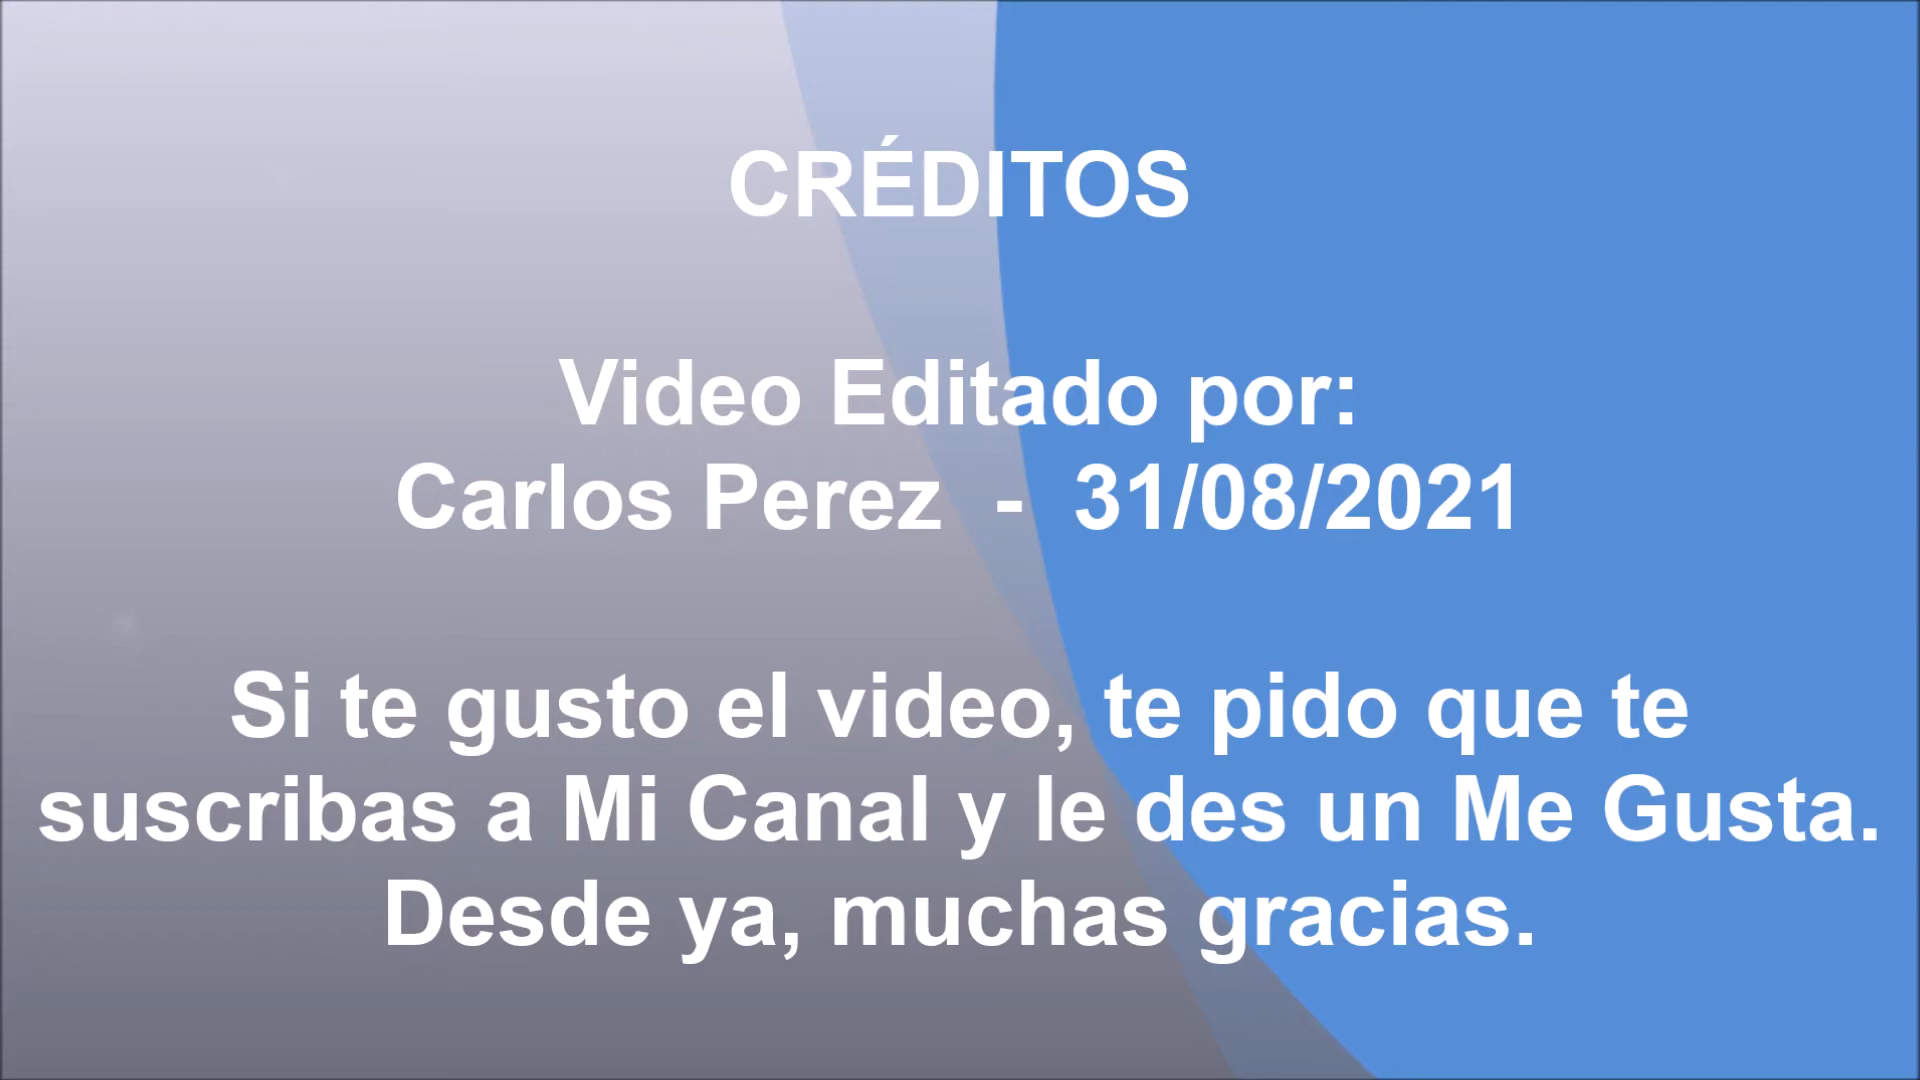 CRÉDITOS
Video Editado por:
Carlos Perez - 31/08/2021
Si te gusto el video, te pido que te
suscribas a Mi Canal y le des un Me Gusta.
Desde ya, muchas gracias.